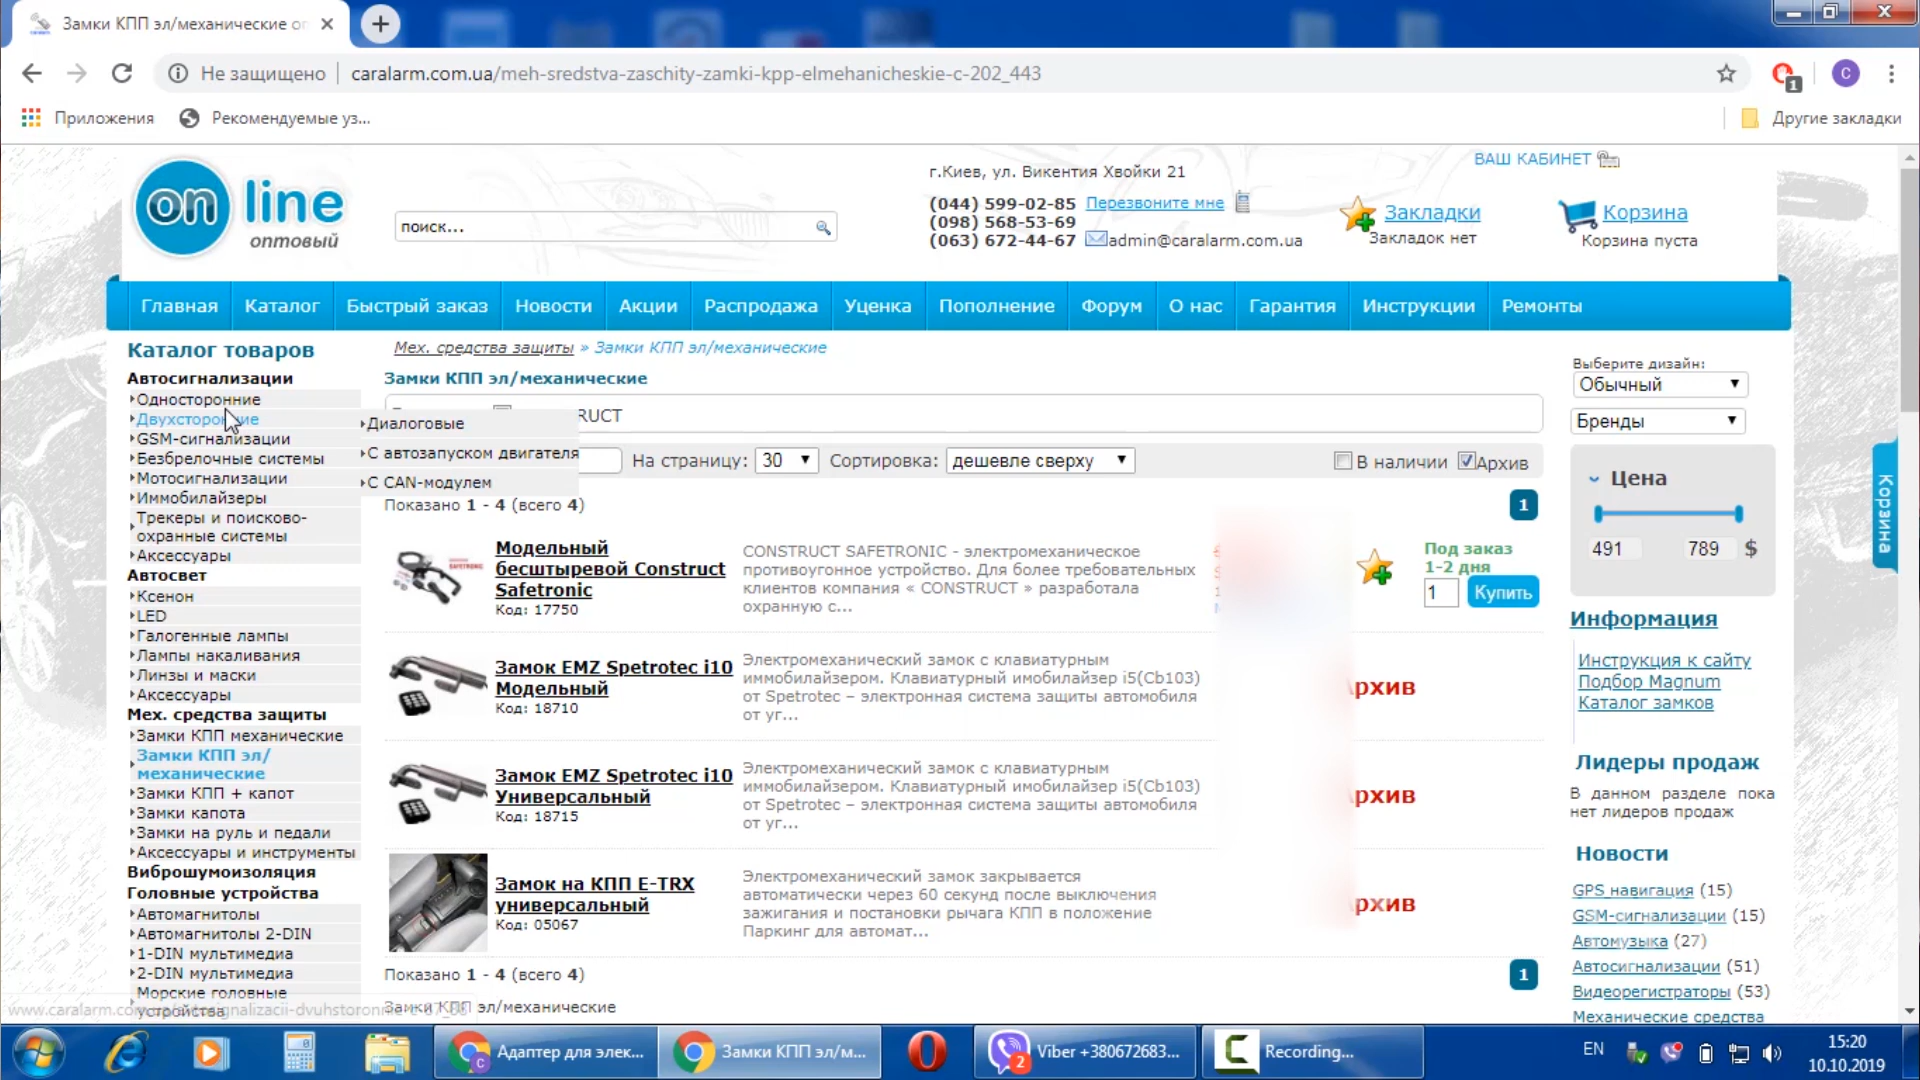 Замки КПП эл/механические оп
Не защищено
caralarm.com.ua/meh-sredstva-zaschity-zamki-kpp-elmehanicheskie-c-202_443
1
C
Приложения
Рекомендуемые уз...
Другие закладки
on line
оптовый
поиск...
г.Киев, ул. Викентия Хвойки 21
(044) 599-02-85 Перезвоните мне
(098) 568-53-69
(063) 672-44-67 admin@caralarm.com.ua
ВАШ КАБИНЕТ
Закладки
Закладок нет
Корзина
Корзина пуста
Главная
Каталог
Быстрый заказ
Новости
Акции
Распродажа
Уценка
Пополнение
Форум
О нас
Гарантия
Инструкции
Ремонты
Каталог товаров
Автосигнализации
Односторонние
Двухсторонние
GSM-сигнализации
Безбрелочные системы
Мотосигнализации
Иммобилайзеры
Трекеры и поисково-
охранные системы
Аксессуары
Автосвет
Ксенон
LED
Галогенные лампы
Лампы накаливания
Линзы и маски
Аксессуары
Мех. средства защиты
Замки КПП механические
Замки КПП эл/
механические
Замки КПП + капот
Замки капота
Замки на руль и педали
Аксессуары и инструменты
Виброшумоизоляция
Головные устройства
Автомагнитолы
Автомагнитолы 2-DIN
1-DIN мультимедиа
2-DIN мультимедиа
Морские головные
устройства
Диалоговые
С автозапуском двигателя
С CAN-модулем
Мех. средства защиты » Замки КПП эл/механические
Замки КПП эл/механические
RUCT
На страницу: 30
Сортировка: дешевле сверху
В наличии
Архив
Показано 1 - 4 (всего 4)
1
Модельный
бесштыревой Construct
Safetronic
Код: 17750
CONSTRUCT SAFETRONIC - электромеханическое
противоугонное устройство. Для более требовательных
клиентов компания « CONSTRUCT » разработала
охранную с...
Под заказ
1-2 дня
1
Купить
Замок EMZ Spetrotec i10
Модельный
Код: 18710
Электромеханический замок с клавиатурным
иммобилайзером. Клавиатурный имобилайзер i5(Cb103)
от Spetrotec – электронная система защиты автомобиля
от уг...
Архив
Замок EMZ Spetrotec i10
Универсальный
Код: 18715
Электромеханический замок с клавиатурным
иммобилайзером. Клавиатурный имобилайзер i5(Cb103)
от Spetrotec – электронная система защиты автомобиля
от уг...
Архив
Замок на КПП E-TRX
универсальный
Код: 05067
Электромеханический замок закрывается
автоматически через 60 секунд после выключения
зажигания и постановки рычага КПП в положение
Паркинг для автомат...
Архив
Показано 1 - 4 (всего 4)
1
Замки КПП эл/механические
Выберите дизайн:
Обычный
Бренды
Цена
491
789
$
Информация
Инструкция к сайту
Подбор Magnum
Каталог замков
Лидеры продаж
В данном разделе пока
нет лидеров продаж
Новости
GPS навигация (15)
GSM-сигнализации (15)
Автомузыка (27)
Автосигнализации (51)
Видеорегистраторы (53)
Механические средства
Корзина
Адаптер для элек...
Замки КПП эл/м...
Viber +380672683...
2
Recording...
EN
15:20
10.10.2019